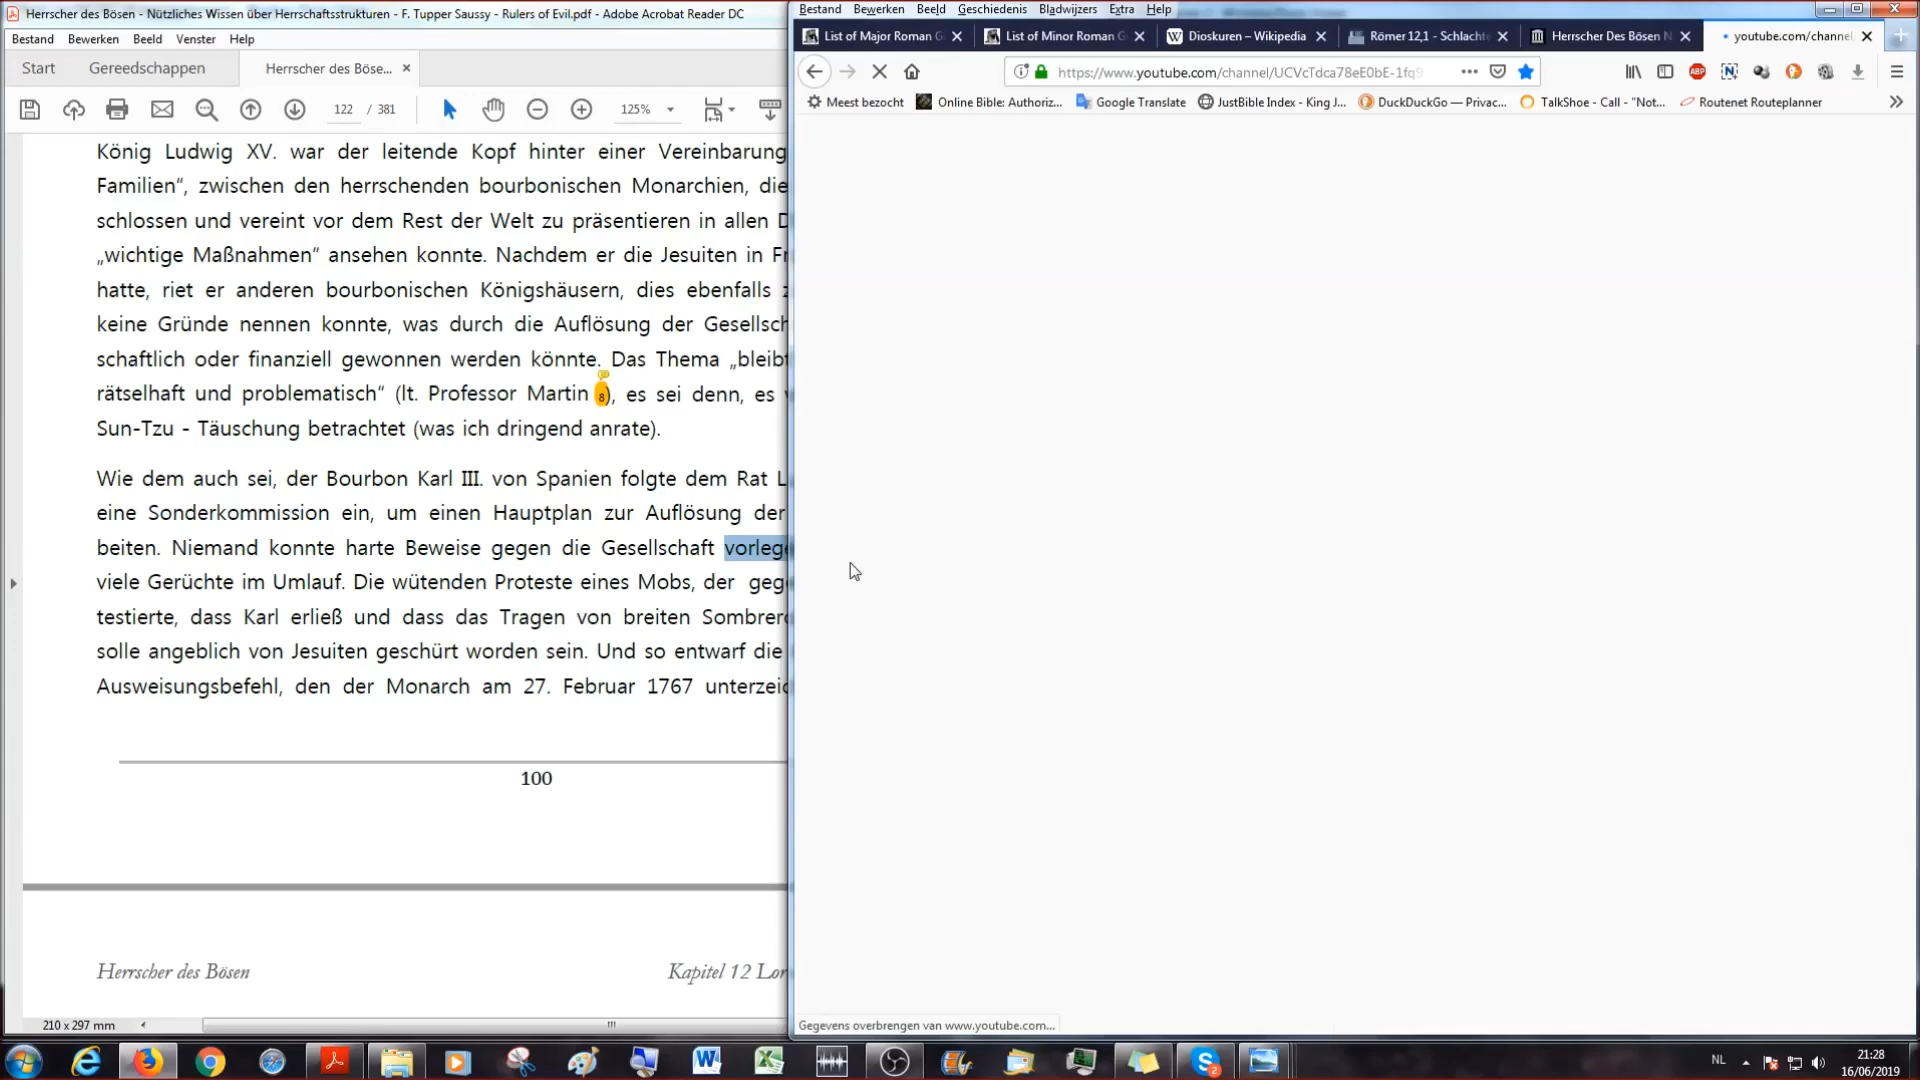 Herrscher des Bösen - Nützliches Wissen über Herrschaftsstrukturen - F. Tupper Saussy - Rulers of Evil.pdf - Adobe Acrobat Reader DC
Bestand Bewerken Beeld Venster Help
Start Gereedschappen Herrscher des Böse...
122 / 381 125%
König Ludwig XV. war der leitende Kopf hinter einer Vereinbarung
Familien“, zwischen den herrschenden bourbonischen Monarchien, die
schlossen und vereint vor dem Rest der Welt zu präsentieren in allen D
„wichtige Maßnahmen“ ansehen konnte. Nachdem er die Jesuiten in Fr
hatte, riet er anderen bourbonischen Königshäusern, dies ebenfalls z
keine Gründe nennen konnte, was durch die Auflösung der Gesellsch
schaftlich oder finanziell gewonnen werden könnte. Das Thema „bleibt
rätselhaft und problematisch“ (lt. Professor Martin 8), es sei denn, es v
Sun-Tzu - Täuschung betrachtet (was ich dringend anrate).
Wie dem auch sei, der Bourbon Karl III. von Spanien folgte dem Rat L
eine Sonderkommission ein, um einen Hauptplan zur Auflösung der
beiten. Niemand konnte harte Beweise gegen die Gesellschaft vorlege
viele Gerüchte im Umlauf. Die wütenden Proteste eines Mobs, der gege
testierte, dass Karl erließ und dass das Tragen von breiten Sombrero
solle angeblich von Jesuiten geschürt worden sein. Und so entwarf die
Ausweisungsbefehl, den der Monarch am 27. Februar 1767 unterzeic
100
Herrscher des Bösen Kapitel 12 Lor
210 x 297 mm
Bestand Bewerken Beeld Geschiedenis Bladwijzers Extra Help
List of Major Roman G List of Minor Roman G Dioskuren – Wikipedia Römer 12,1 - Schlachte Herrscher Des Bösen N youtube.com/channel
https://www.youtube.com/channel/UCVcTdca78eE0bE-1fq9
Meest bezocht Online Bible: Authoriz... Google Translate JustBible Index - King J... DuckDuckGo — Privac... TalkShoe - Call - "Not... Routenet Routeplanner
Gegevens overbrengen van www.youtube.com...
NL 21:28
16/06/2019